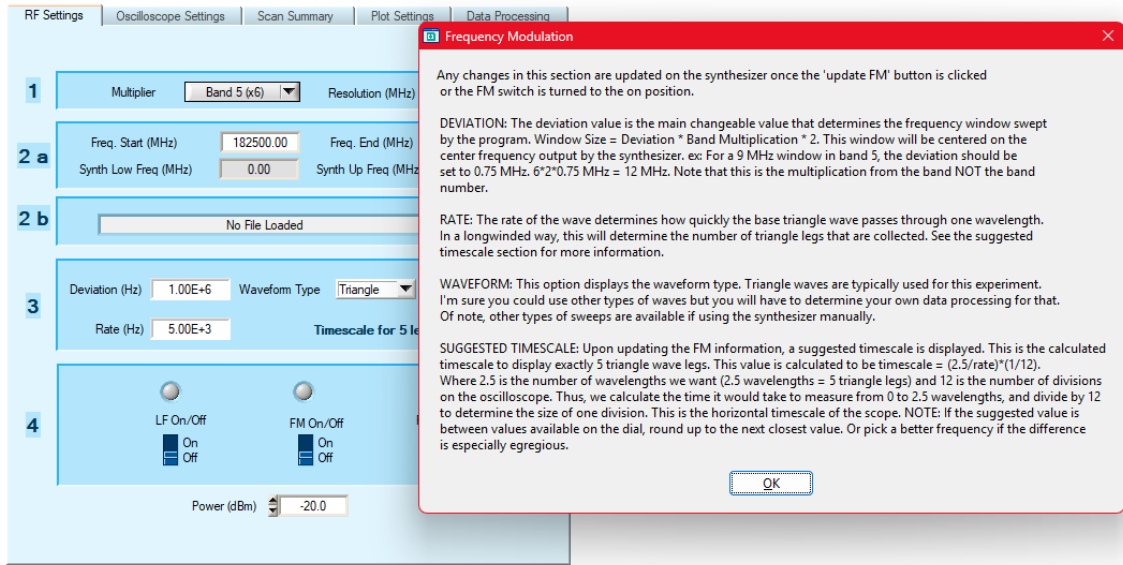 RF Settings
Oscilloscope Settings
Scan Summary
Plot Settings
Data Processing
1
Multiplier
Band 5 (x6)
Resolution (MHz)
2 a
Freq. Start (MHz)
182500.00
Freq. End (MHz)
Synth Low Freq (MHz)
0.00
Synth Up Freq (MHz
2 b
No File Loaded
3
Deviation (Hz)
1.00E+6
Waveform Type
Triangle
Rate (Hz)
5.00E+3
Timescale for 5 le
4
LF On/Off
On
Off
FM On/Off
On
Off
Power (dBm)
-20.0
Frequency Modulation
Any changes in this section are updated on the synthesizer once the 'update FM' button is clicked
or the FM switch is turned to the on position.
DEVIATION: The deviation value is the main changeable value that determines the frequency window swept
by the program. Window Size = Deviation * Band Multiplication * 2. This window will be centered on the
center frequency output by the synthesizer. ex: For a 9 MHz window in band 5, the deviation should be
set to 0.75 MHz. 6*2*0.75 MHz = 12 MHz. Note that this is the multiplication from the band NOT the band
number.
RATE: The rate of the wave determines how quickly the base triangle wave passes through one wavelength.
In a longwinded way, this will determine the number of triangle legs that are collected. See the suggested
timescale section for more information.
WAVEFORM: This option displays the waveform type. Triangle waves are typically used for this experiment.
I'm sure you could use other types of waves but you will have to determine your own data processing for that.
Of note, other types of sweeps are available if using the synthesizer manually.
SUGGESTED TIMESCALE: Upon updating the FM information, a suggested timescale is displayed. This is the calculated
timescale to display exactly 5 triangle wave legs. This value is calculated to be timescale = (2.5/rate)*(1/12).
Where 2.5 is the number of wavelengths we want (2.5 wavelengths = 5 triangle legs) and 12 is the number of divisions
on the oscilloscope. Thus, we calculate the time it would take to measure from 0 to 2.5 wavelengths, and divide by 12
to determine the size of one division. This is the horizontal timescale of the scope. NOTE: If the suggested value is
between values available on the dial, round up to the next closest value. Or pick a better frequency if the difference
is especially egregious.
OK